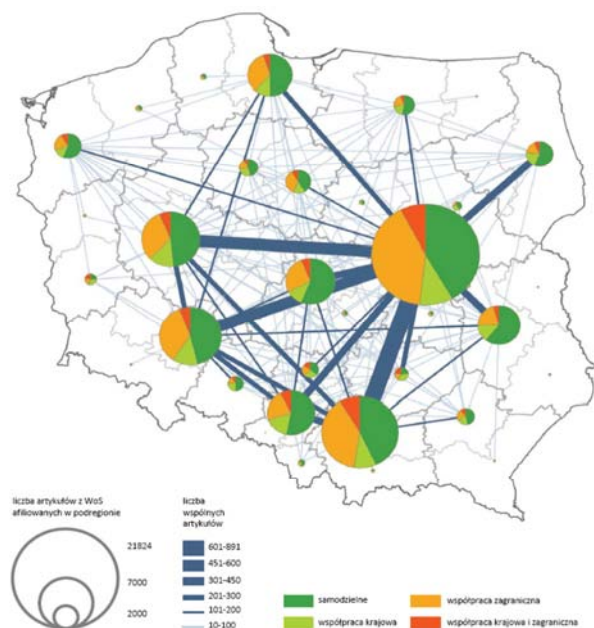 liczba artykułów z WoS
afiliowanych w podregionie
21824
7000
2000
liczba
wspólnych
artykułów
601-891
451-600
301-450
201-300
101-200
10-100
samodzielne
współpraca krajowa
współpraca zagraniczna
współpraca krajowa i zagraniczna